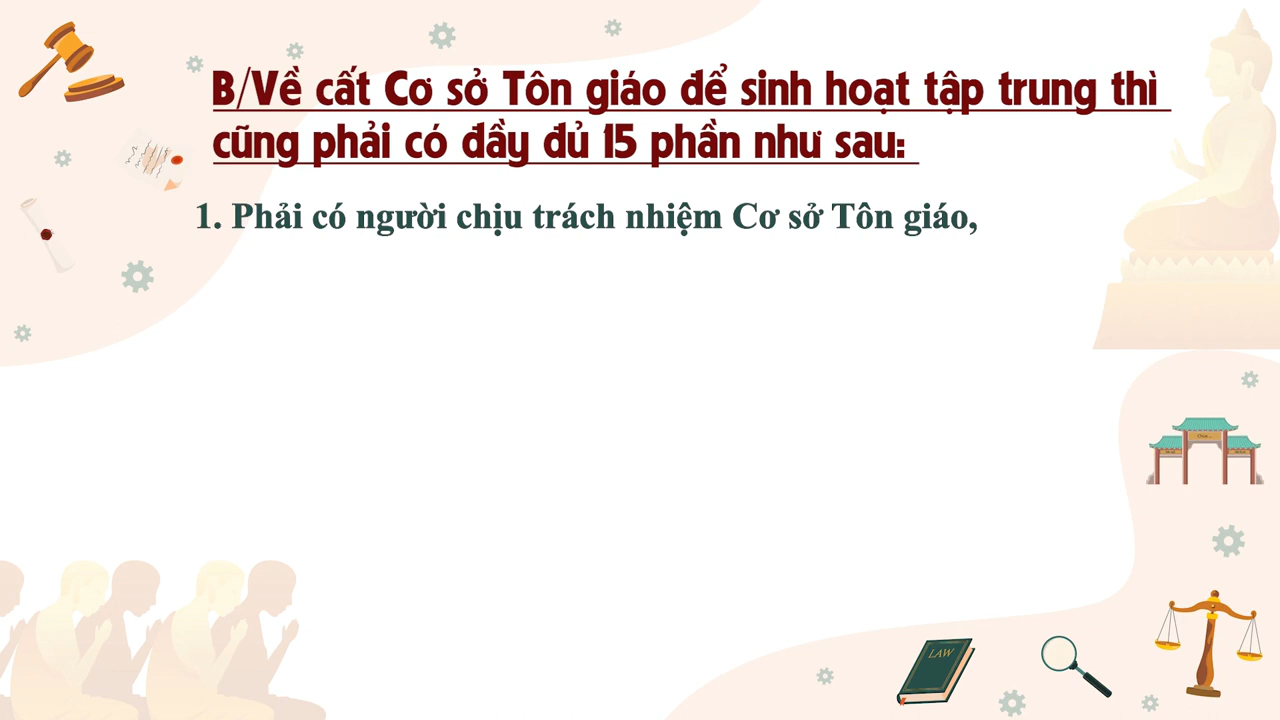 B/Về cất Cơ sở Tôn giáo để sinh hoạt tập trung thì
cũng phải có đầy đủ 15 phần như sau:
1. Phải có người chịu trách nhiệm Cơ sở Tôn giáo,
LAW